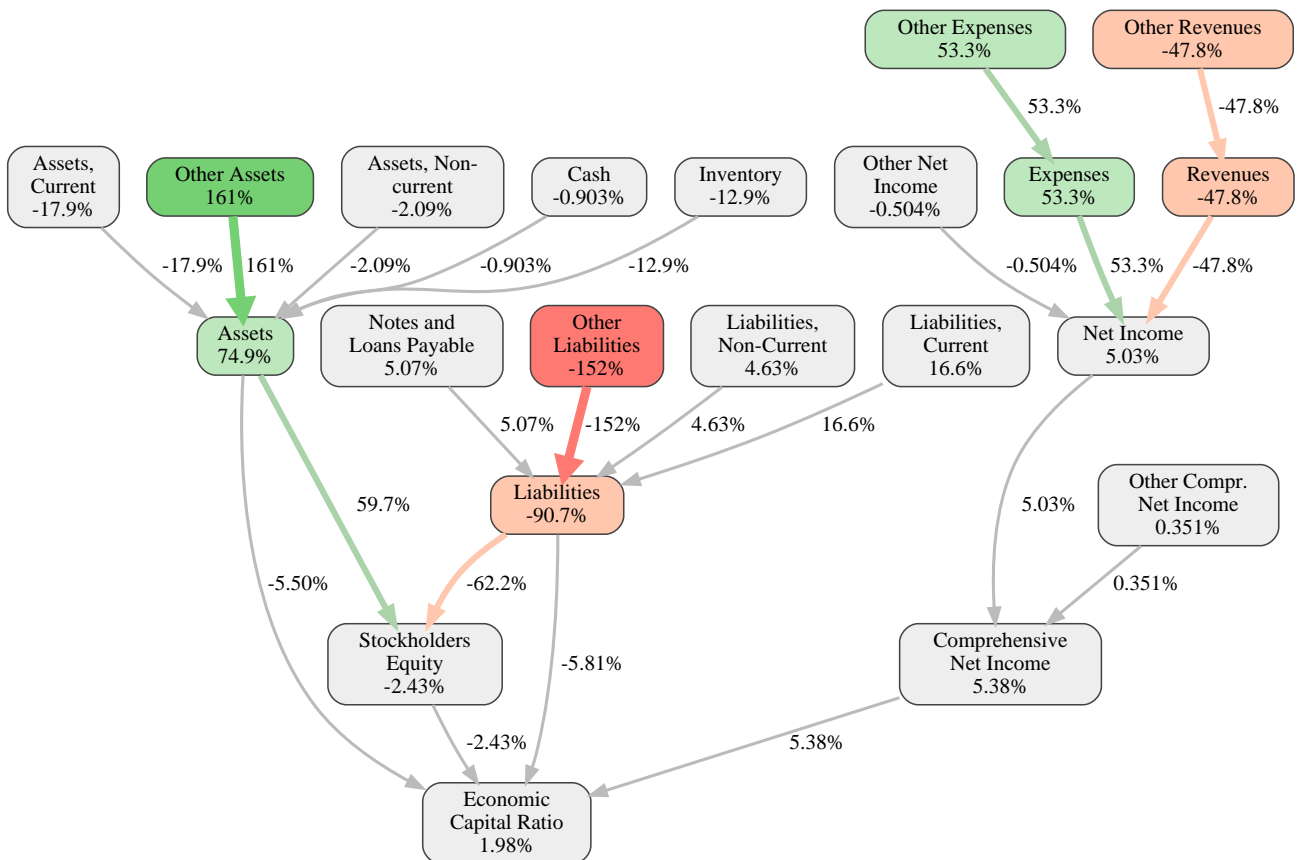 Other Expenses
53.3%
Other Revenues
-47.8%
53.3%
-47.8%
Assets,
Current
-17.9%
Other Assets
161%
Assets, Non-
current
-2.09%
Cash
-0.903%
Inventory
-12.9%
Other Net
Income
-0.504%
Expenses
53.3%
Revenues
-47.8%
-17.9%
161%
-2.09%
-0.903%
-12.9%
-0.504%
53.3%
-47.8%
Assets
74.9%
Notes and
Loans Payable
5.07%
Other
Liabilities
-152%
Liabilities,
Non-Current
4.63%
Liabilities,
Current
16.6%
Net Income
5.03%
5.07%
-152%
4.63%
16.6%
59.7%
Liabilities
-90.7%
5.03%
Other Compr.
Net Income
0.351%
-5.50%
-62.2%
0.351%
Stockholders
Equity
-2.43%
-5.81%
Comprehensive
Net Income
5.38%
-2.43%
5.38%
Economic
Capital Ratio
1.98%